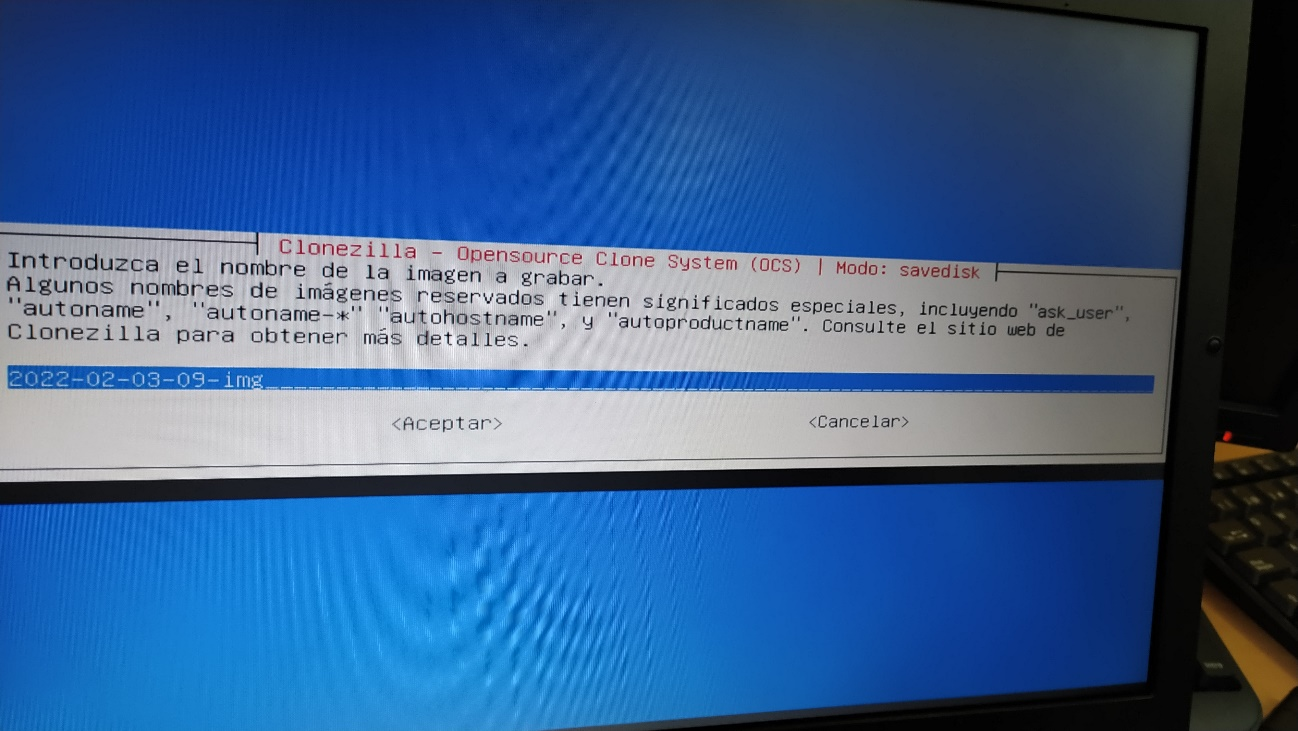 Clonezilla - Opensource Clone System (OCS) | Modo: savedisk
Introduzca el nombre de la imagen a grabar.
Algunos nombres de imágenes reservados tienen significados especiales, incluyendo "ask_user",
"autoname", "autoname-*" "autohostname", y "autoproductname". Consulte el sitio web de
Clonezilla para obtener más detalles.
2022-02-03-09-img
<Aceptar> <Cancelar>